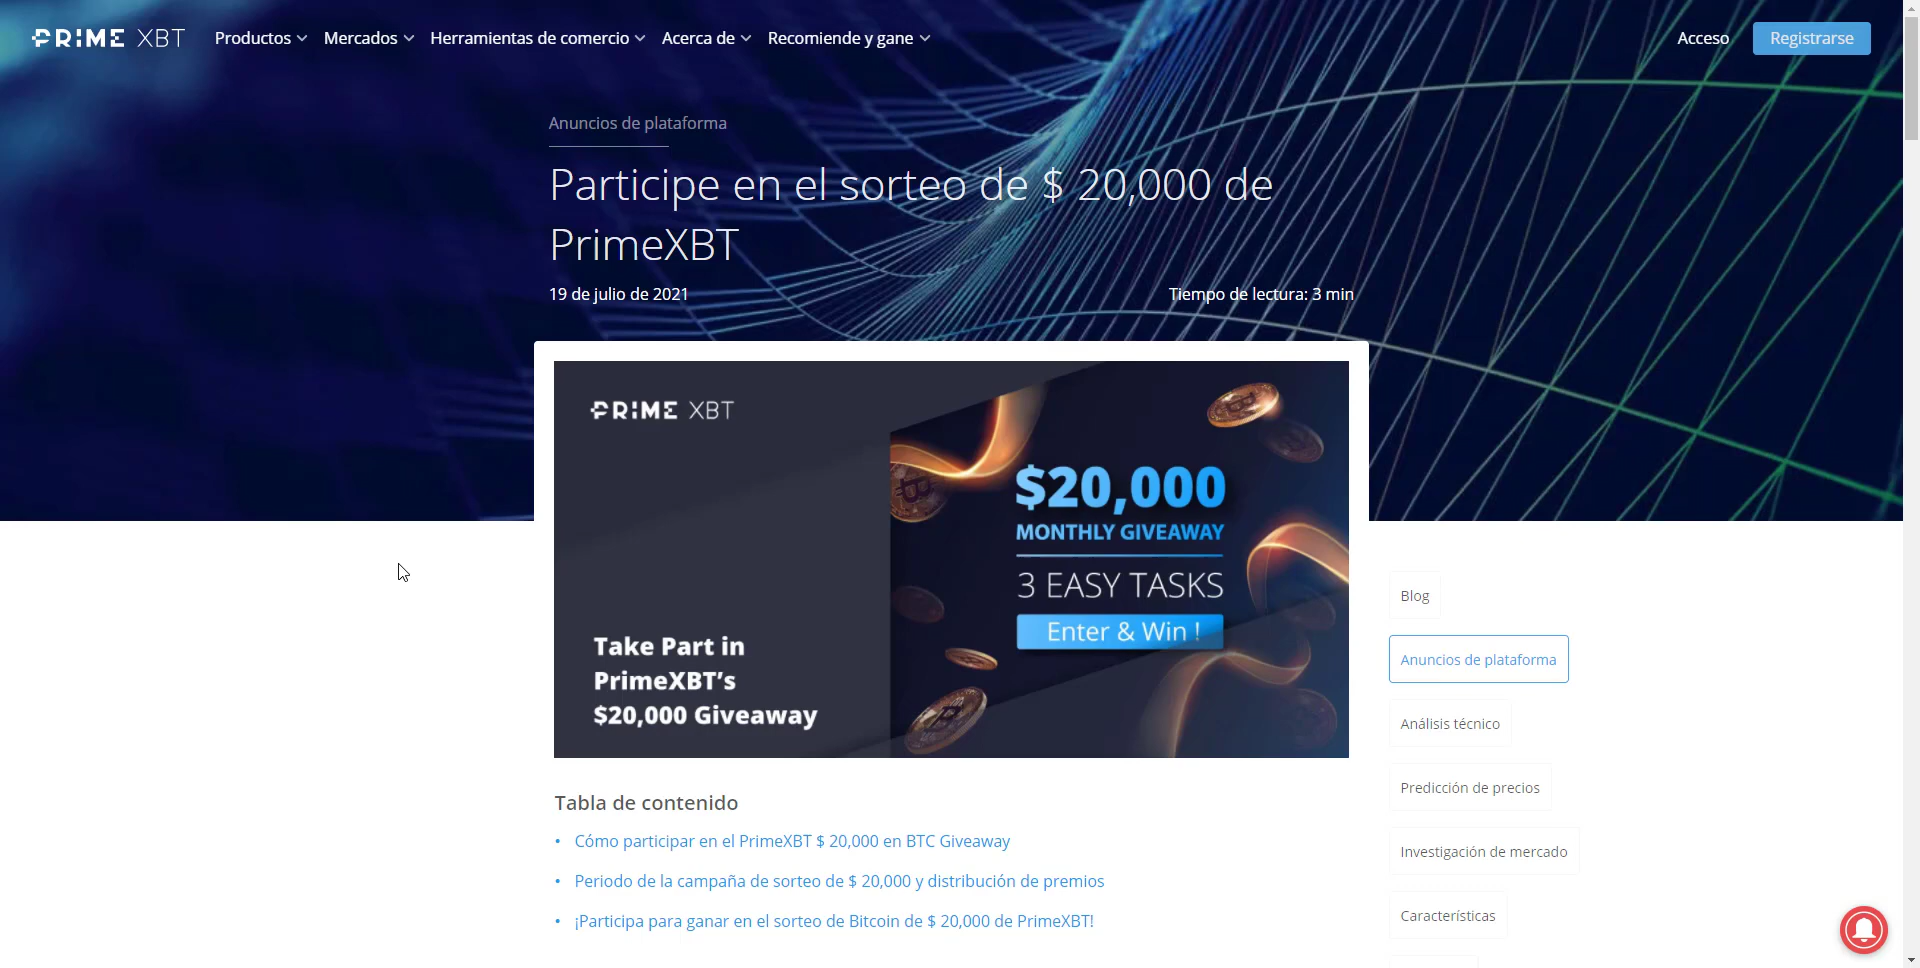 PRIME XBT
Productos
Mercados
Herramientas de comercio
Acerca de
Recomiende y gane
Acceso
Registrarse
Anuncios de plataforma
Participe en el sorteo de $ 20,000 de
PrimeXBT
19 de julio de 2021
Tiempo de lectura: 3 min
PRIME XBT
$20,000
MONTHLY GIVEAWAY
3 EASY TASKS
Enter & Win !
Take Part in
PrimeXBT’s
$20,000 Giveaway
Tabla de contenido
• Cómo participar en el PrimeXBT $ 20,000 en BTC Giveaway
• Periodo de la campaña de sorteo de $ 20,000 y distribución de premios
• ¡Participa para ganar en el sorteo de Bitcoin de $ 20,000 de PrimeXBT!
Blog
Anuncios de plataforma
Análisis técnico
Predicción de precios
Investigación de mercado
Características